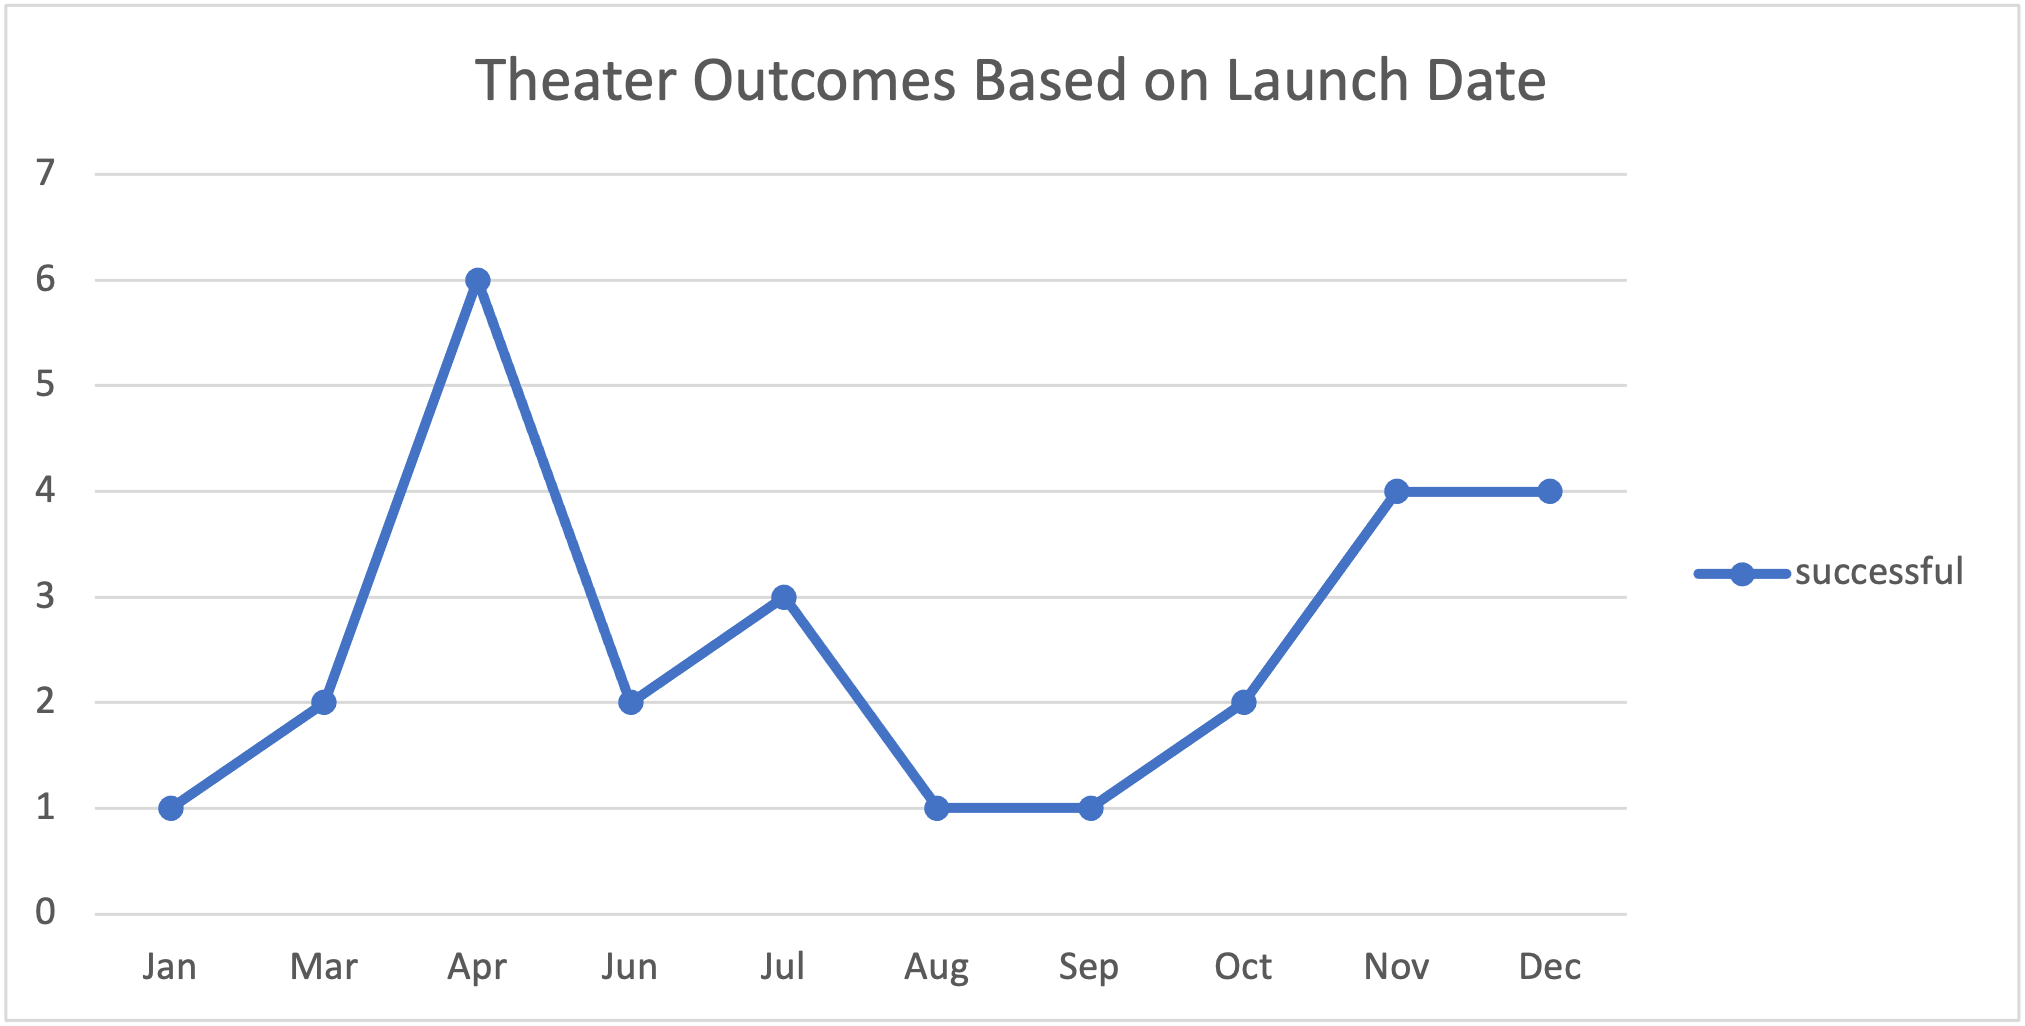 Theater Outcomes Based on Launch Date
7
6
5
4
3
2
1
0
successful
Jan Mar Apr Jun Jul Aug Sep Oct Nov Dec